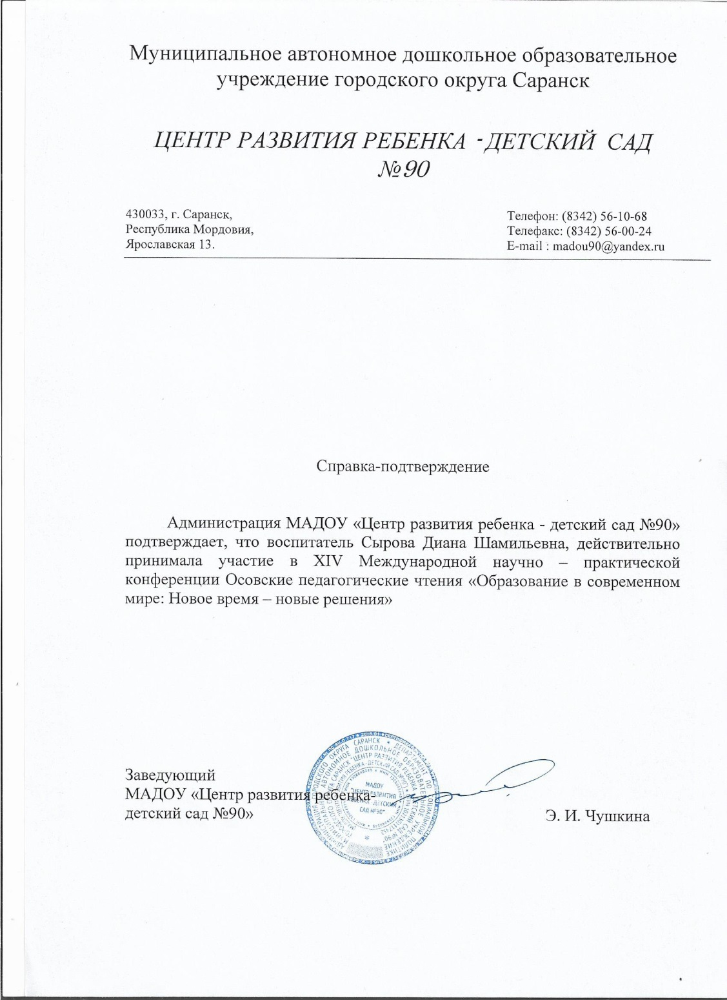 Муниципальное автономное дошкольное образовательное
учреждение городского округа Саранск
ЦЕНТР РАЗВИТИЯ РЕБЕНКА -ДЕТСКИЙ САД
№90
430033, г. Саранск,
Республика Мордовия,
Ярославская 13.
Телефон: (8342) 56-10-68
Телефакс: (8342) 56-00-24
E-mail : madou90@yandex.ru
Справка-подтверждение
Администрация МАДОУ «Центр развития ребенка - детский сад №90»
подтверждает, что воспитатель Сырова Диана Шамильевна, действительно
принимала участие в XIV Международной научно – практической
конференции Осовские педагогические чтения «Образование в современном
мире: Новое время – новые решения»
Заведующий
МАДОУ «Центр развития ребенка-
детский сад №90»
Э. И. Чушкина
МАДОУ
"ЦЕНТР РАЗВИТИЯ
РЕБЕНКА - ДЕТСКИЙ
САД №90"